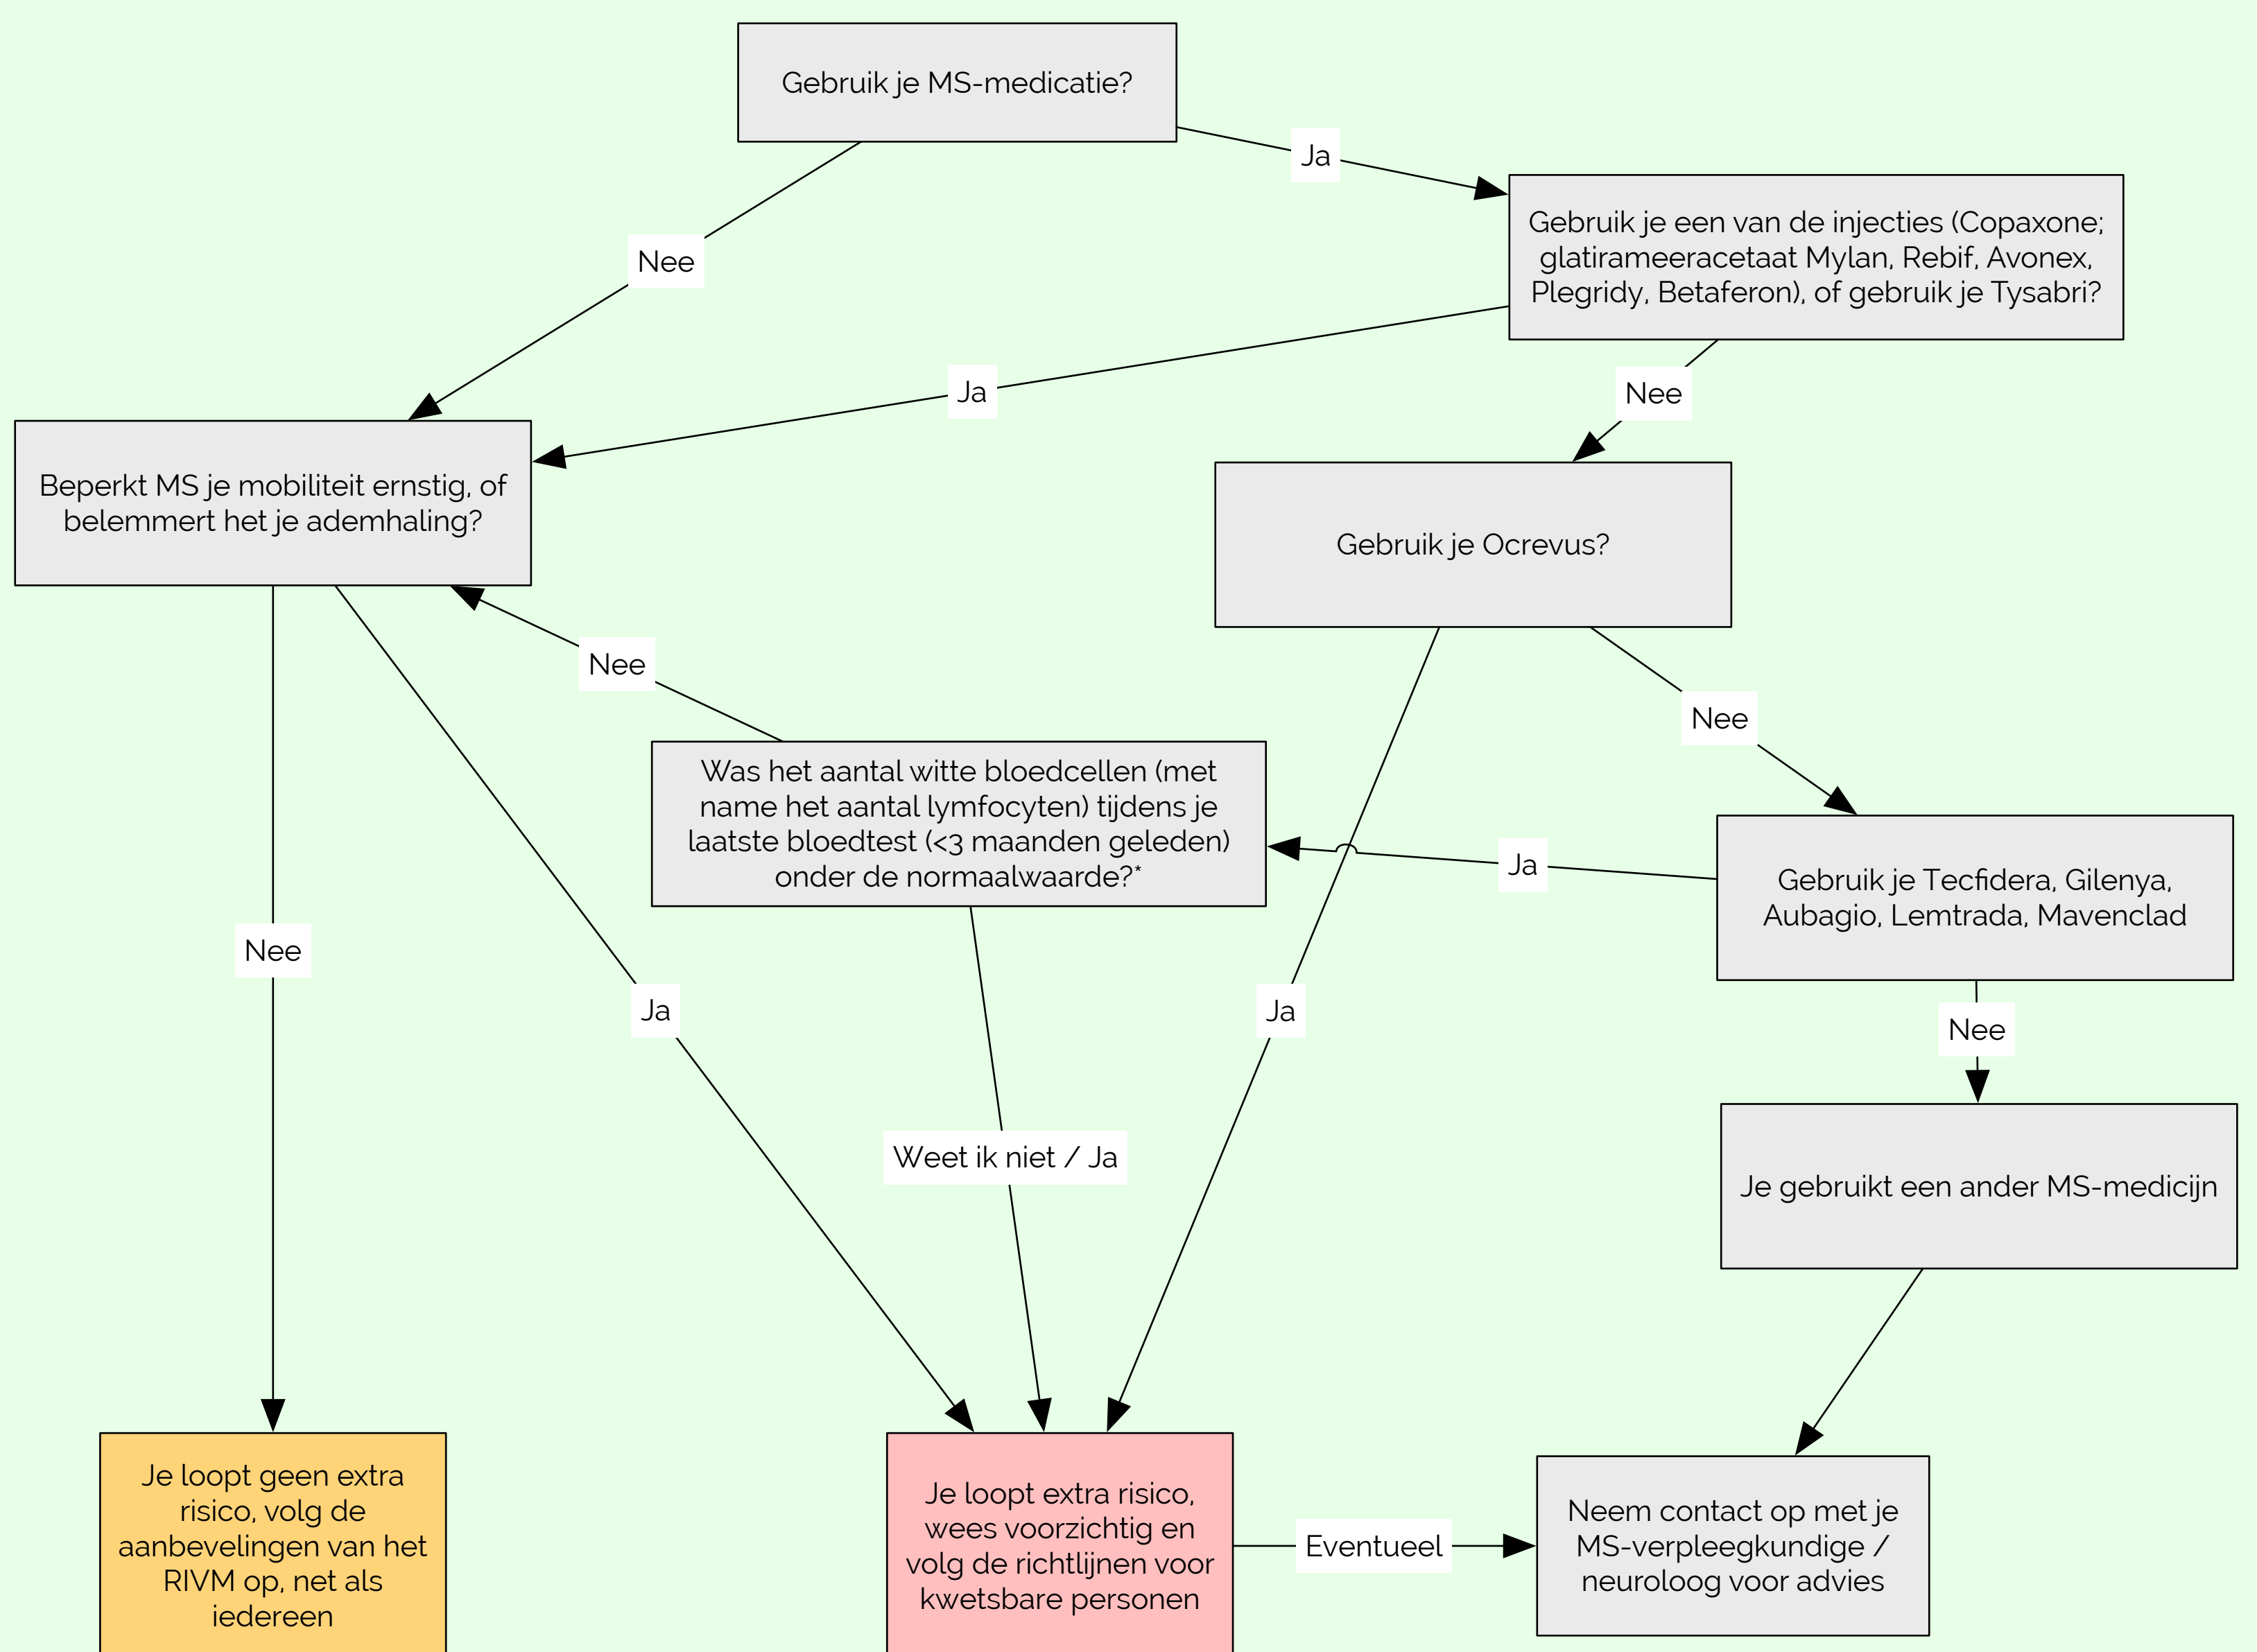 Gebruik je MS-medicatie?
Ja
Nee
Gebruik je een van de injecties (Copaxone;
glatirameeracetaat Mylan, Rebif, Avonex,
Plegridy, Betaferon), of gebruik je Tysabri?
Ja
Nee
Beperkt MS je mobiliteit ernstig, of
belemmert het je ademhaling?
Gebruik je Ocrevus?
Nee
Nee
Was het aantal witte bloedcellen (met
name het aantal lymfocyten) tijdens je
laatste bloedtest (<3 maanden geleden)
onder de normaalwaarde?*
Ja
Gebruik je Tecfidera, Gilenya,
Aubagio, Lemtrada, Mavenclad
Nee
Ja
Ja
Nee
Weet ik niet / Ja
Je gebruikt een ander MS-medicijn
Je loopt geen extra
risico, volg de
aanbevelingen van het
RIVM op, net als
iedereen
Je loopt extra risico,
wees voorzichtig en
volg de richtlijnen voor
kwetsbare personen
Eventueel
Neem contact op met je
MS-verpleegkundige /
neuroloog voor advies